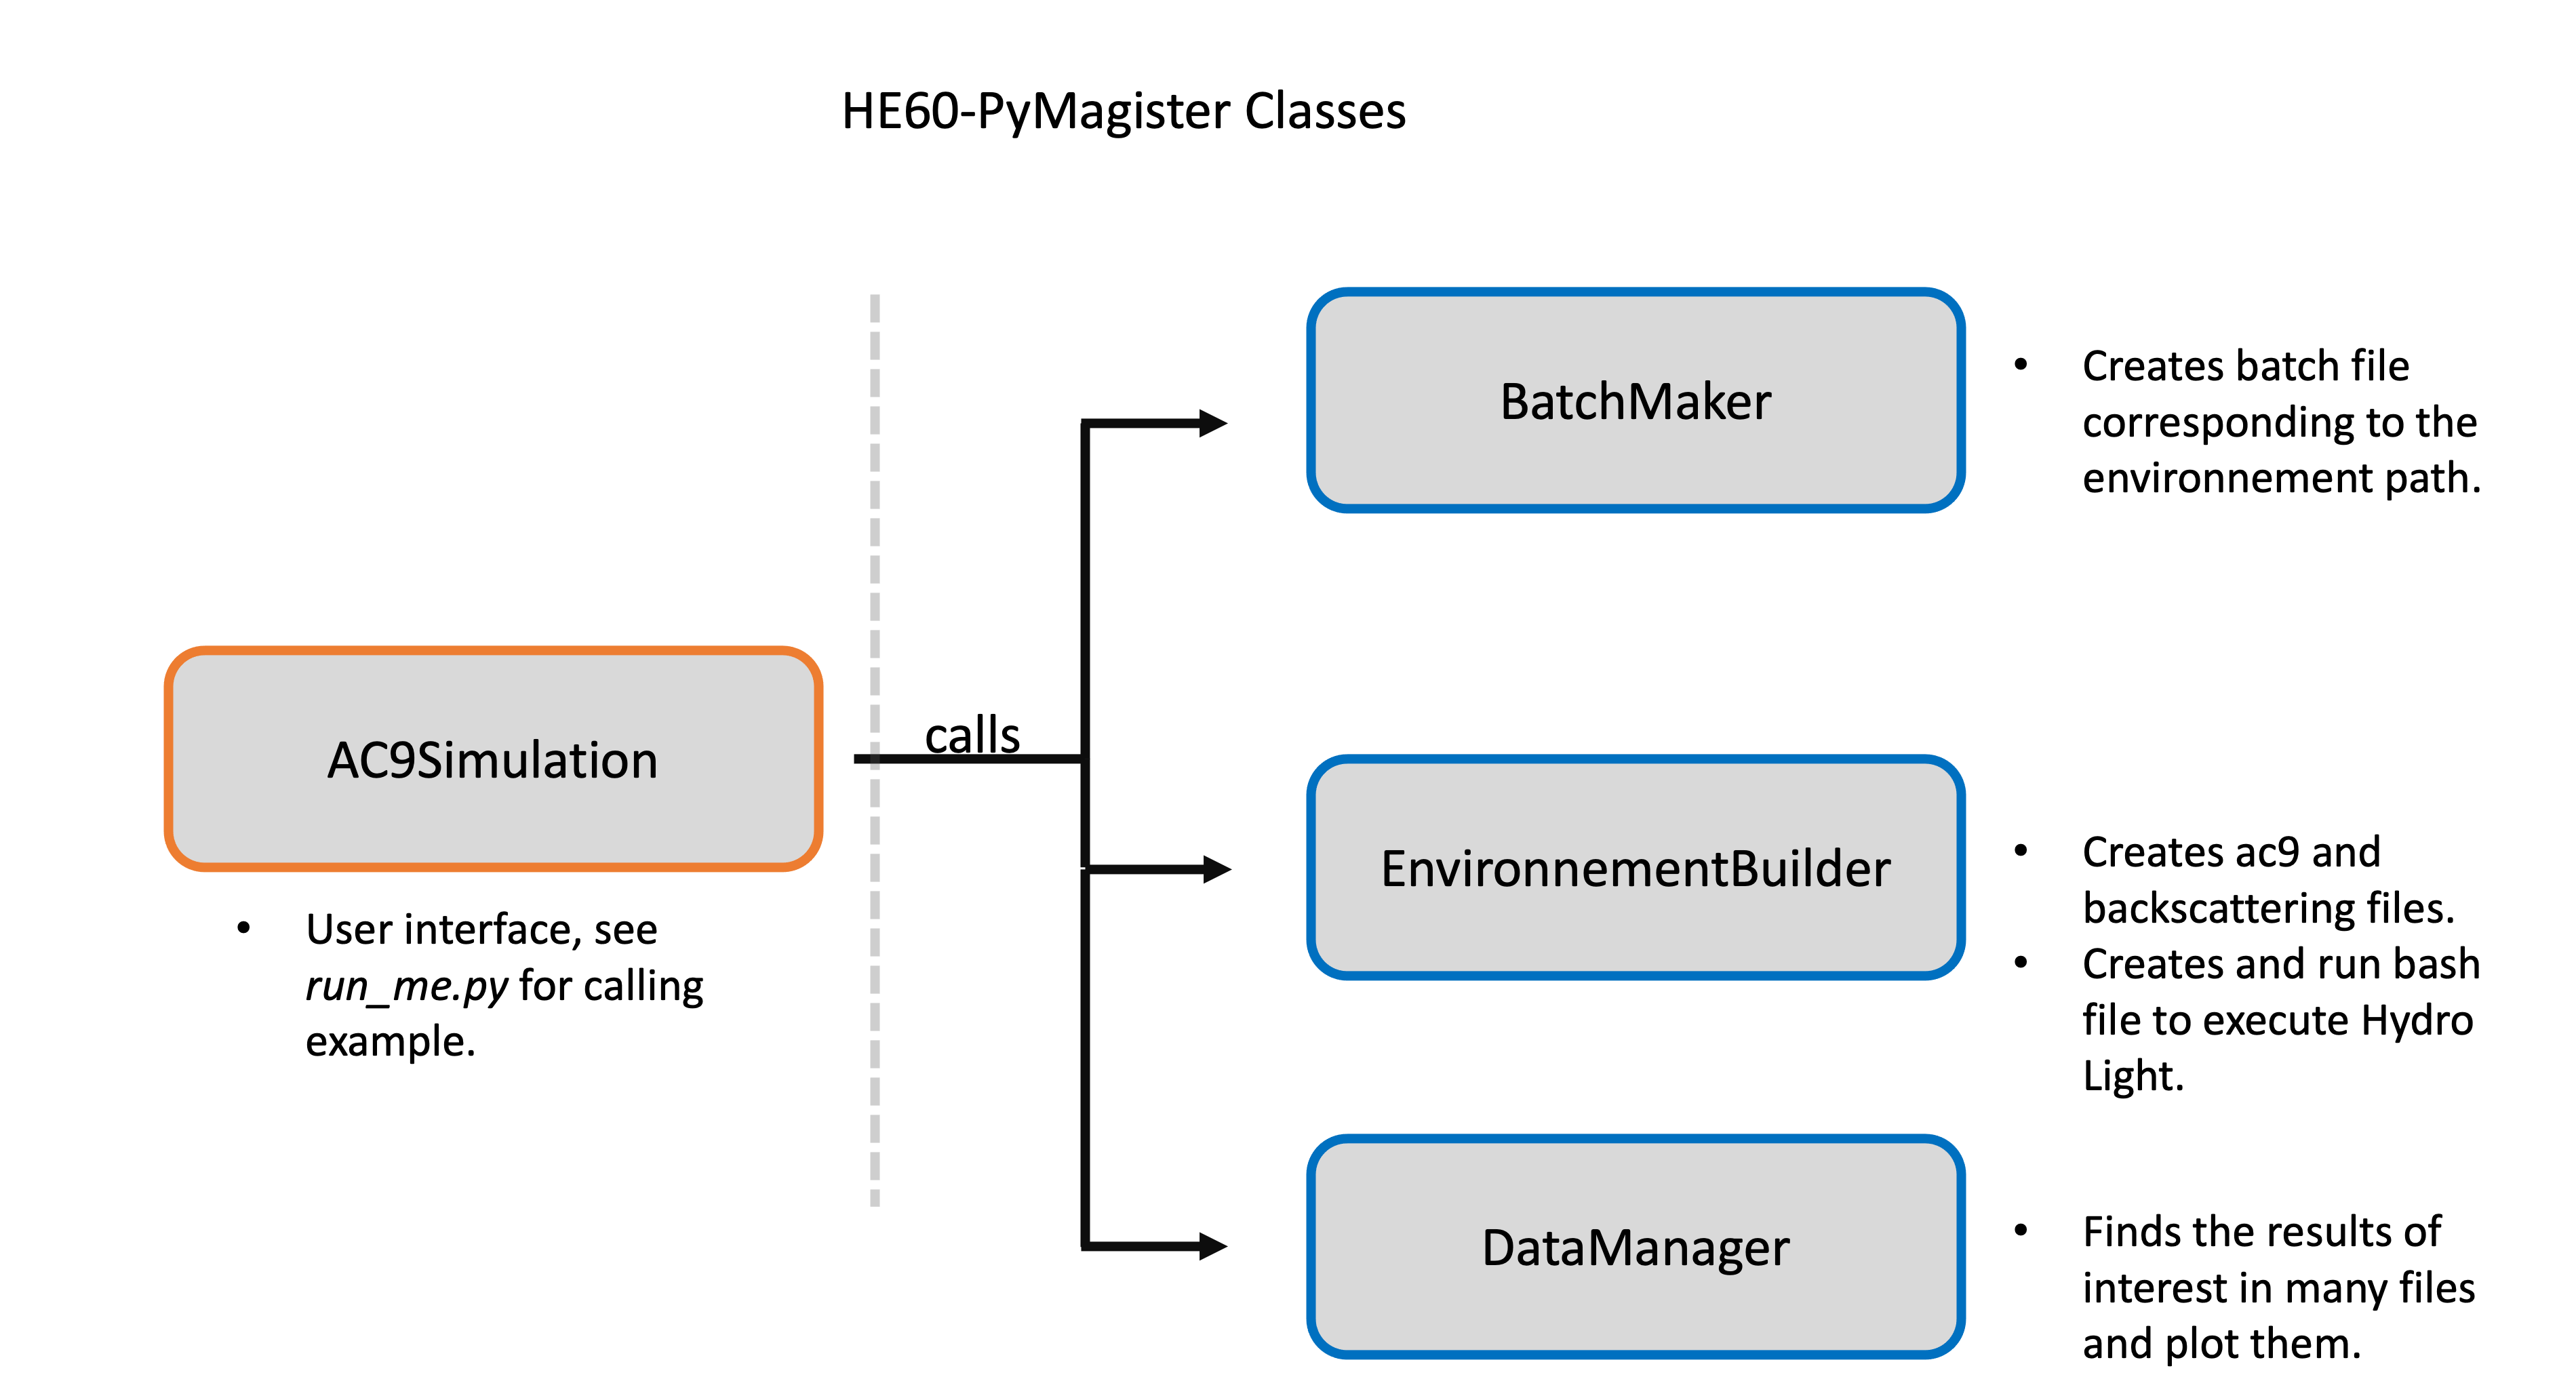 HE60-PyMagister Classes
BatchMaker
• Creates batch file
corresponding to the
environnement path.
AC9Simulation
• User interface, see
run_me.py for calling
example.
calls
EnvironnementBuilder
• Creates ac9 and
backscattering files.
• Creates and run bash
file to execute Hydro
Light.
DataManager
• Finds the results of
interest in many files
and plot them.